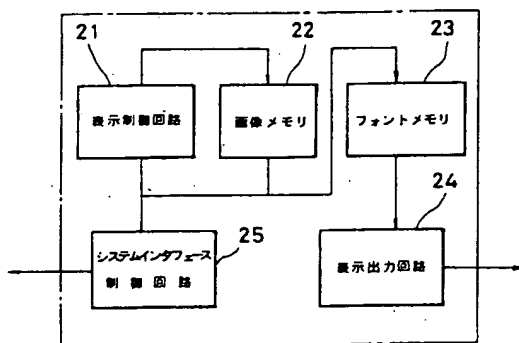 21
22
23
表示制御回路
画像メモリ
フォントメモリ
24
システムインタフェース
制御回路
25
表示出力回路